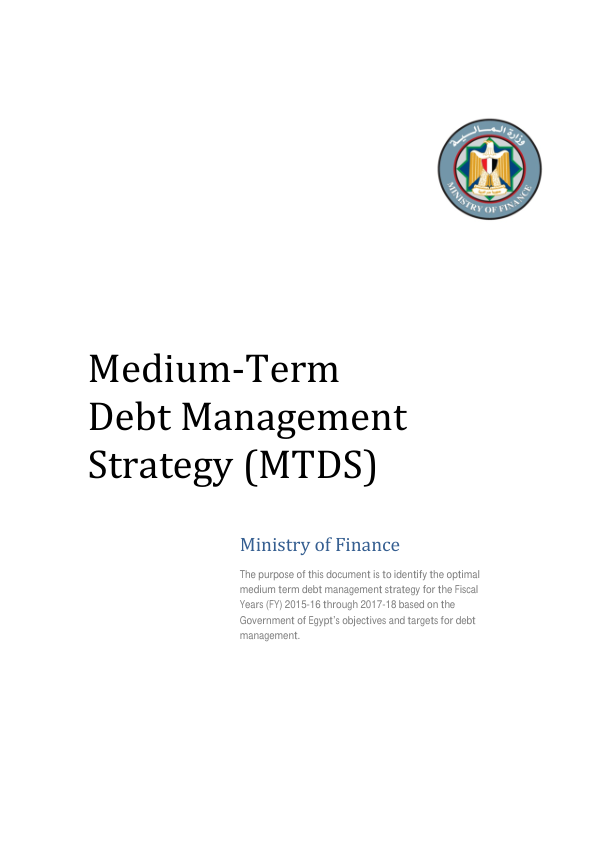 وزارة المالية
MINISTRY OF FINANCE
Medium-Term
Debt Management
Strategy (MTDS)
Ministry of Finance
The purpose of this document is to identify the optimal
medium term debt management strategy for the Fiscal
Years (FY) 2015-16 through 2017-18 based on the
Government of Egypt's objectives and targets for debt
management.